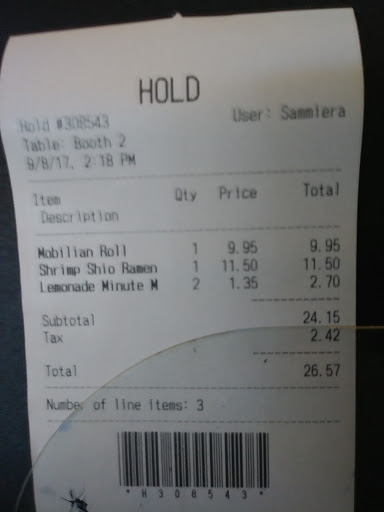 HOLD
Hold #308543 User: Sammiera
Table: Booth 2
9/8/17, 2:18 PM
Item Qty Price Total
Description
Mobilian Roll 1 9.95 9.95
Shrimp Shio Ramen 1 11.50 11.50
Lemonade Minute M 2 1.35 2.70
Subtotal 24.15
Tax 2.42
Total 26.57
Number of line items: 3
*H308543*